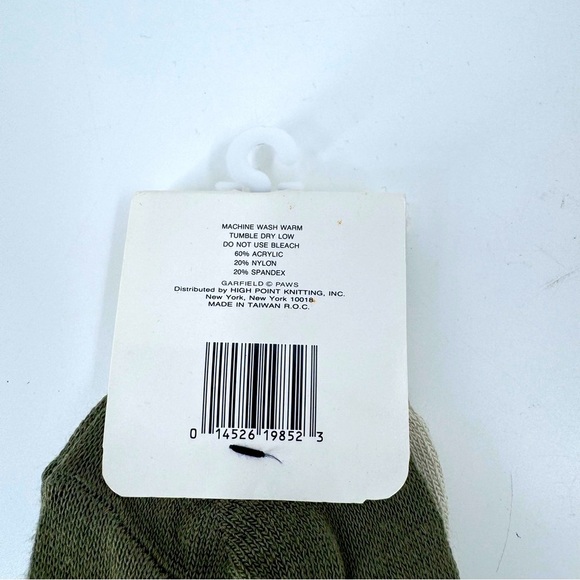 MACHINE WASH WARM
TUMBLE DRY LOW
DO NOT USE BLEACH
60% ACRYLIC
20% NYLON
20% SPANDEX
GARFIELD © PAWS
Distributed by HIGH POINT KNITTING, INC.
New York, New York 10018
MADE IN TAIWAN R.O.C.
0 14526 19852 3